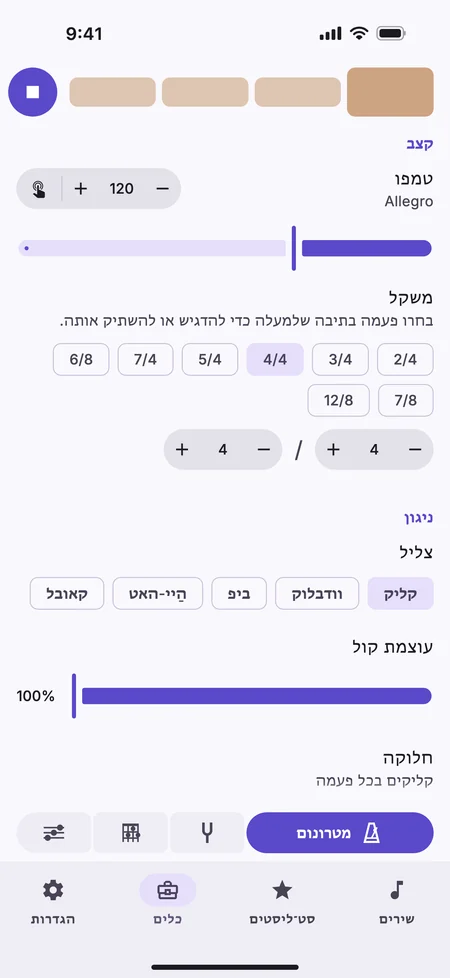 9:41
קצב
טמפו
Allegro
− 120 +
משקל
בחרו פעמה בתיבה שלמעלה כדי להדגיש או להשתיק אותה.
2/4 3/4 4/4 5/4 7/4 6/8
7/8 12/8
− 4 + / − 4 +
ניגון
צליל
קליק וודבלוק ביפ הַיי-האט קאובל
עוצמת קול
100%
חלוקה
קליקים בכל פעמה
מטרונום
שירים סט־ליסטים כלים הגדרות